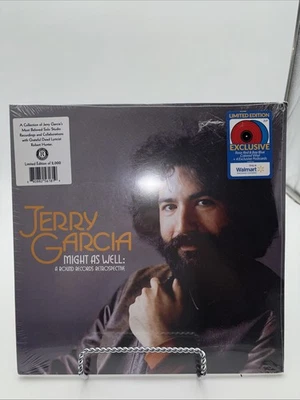 A Collection of Jerry Garcia's
Most Beloved Solo Studio
Recordings and Collaborations
with Grateful Dead Lyricist
Robert Hunter.
Limited Edition of 5,000
LIMITED EDITION
EXCLUSIVE
Walmart
JERRY
GARCIA
MIGHT AS WELL:
A ROUND RECORDS RETROSPECTIVE